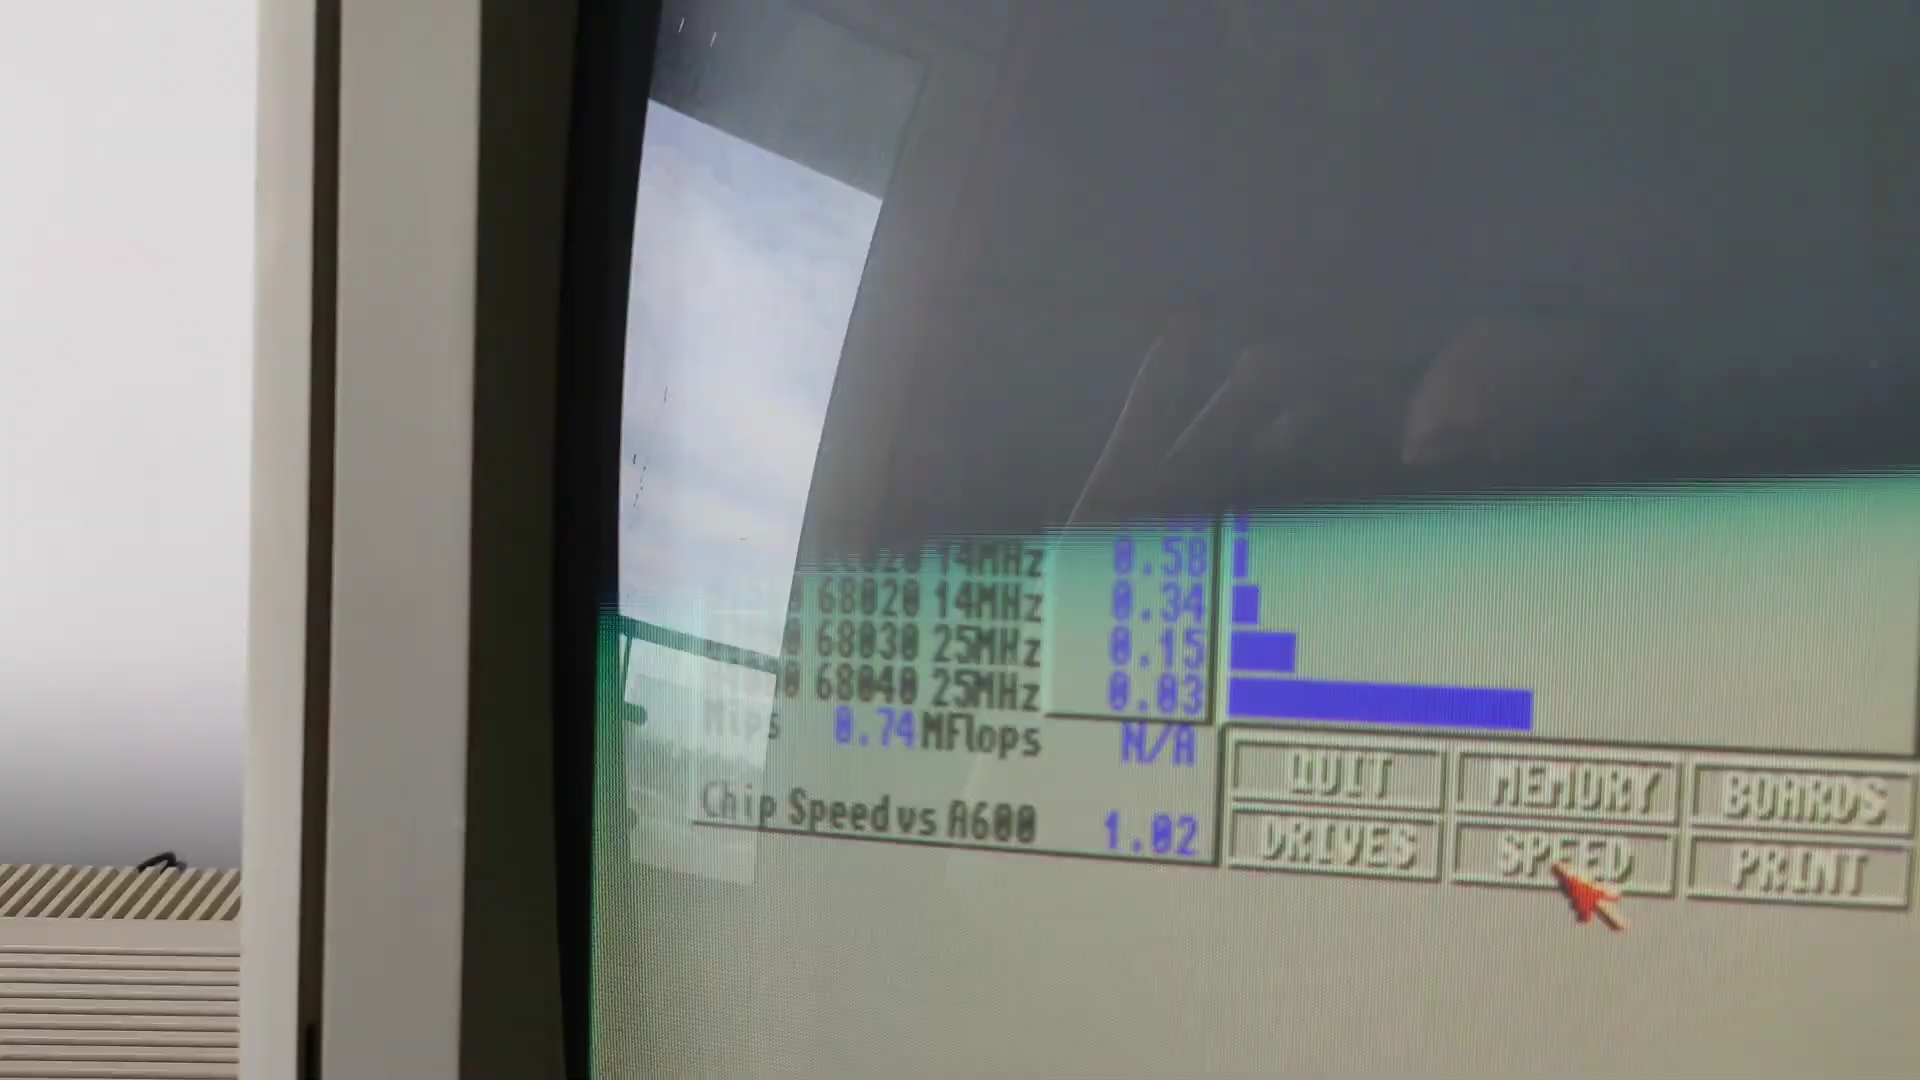 14MHz 0.58
68020 14MHz 0.34
68030 25MHz 0.15
68040 25MHz 0.03
Mips 0.74 MFlops N/A
Chip Speed vs A600 1.02
QUIT MEMORY BOARDS
DRIVES SPEED PRINT